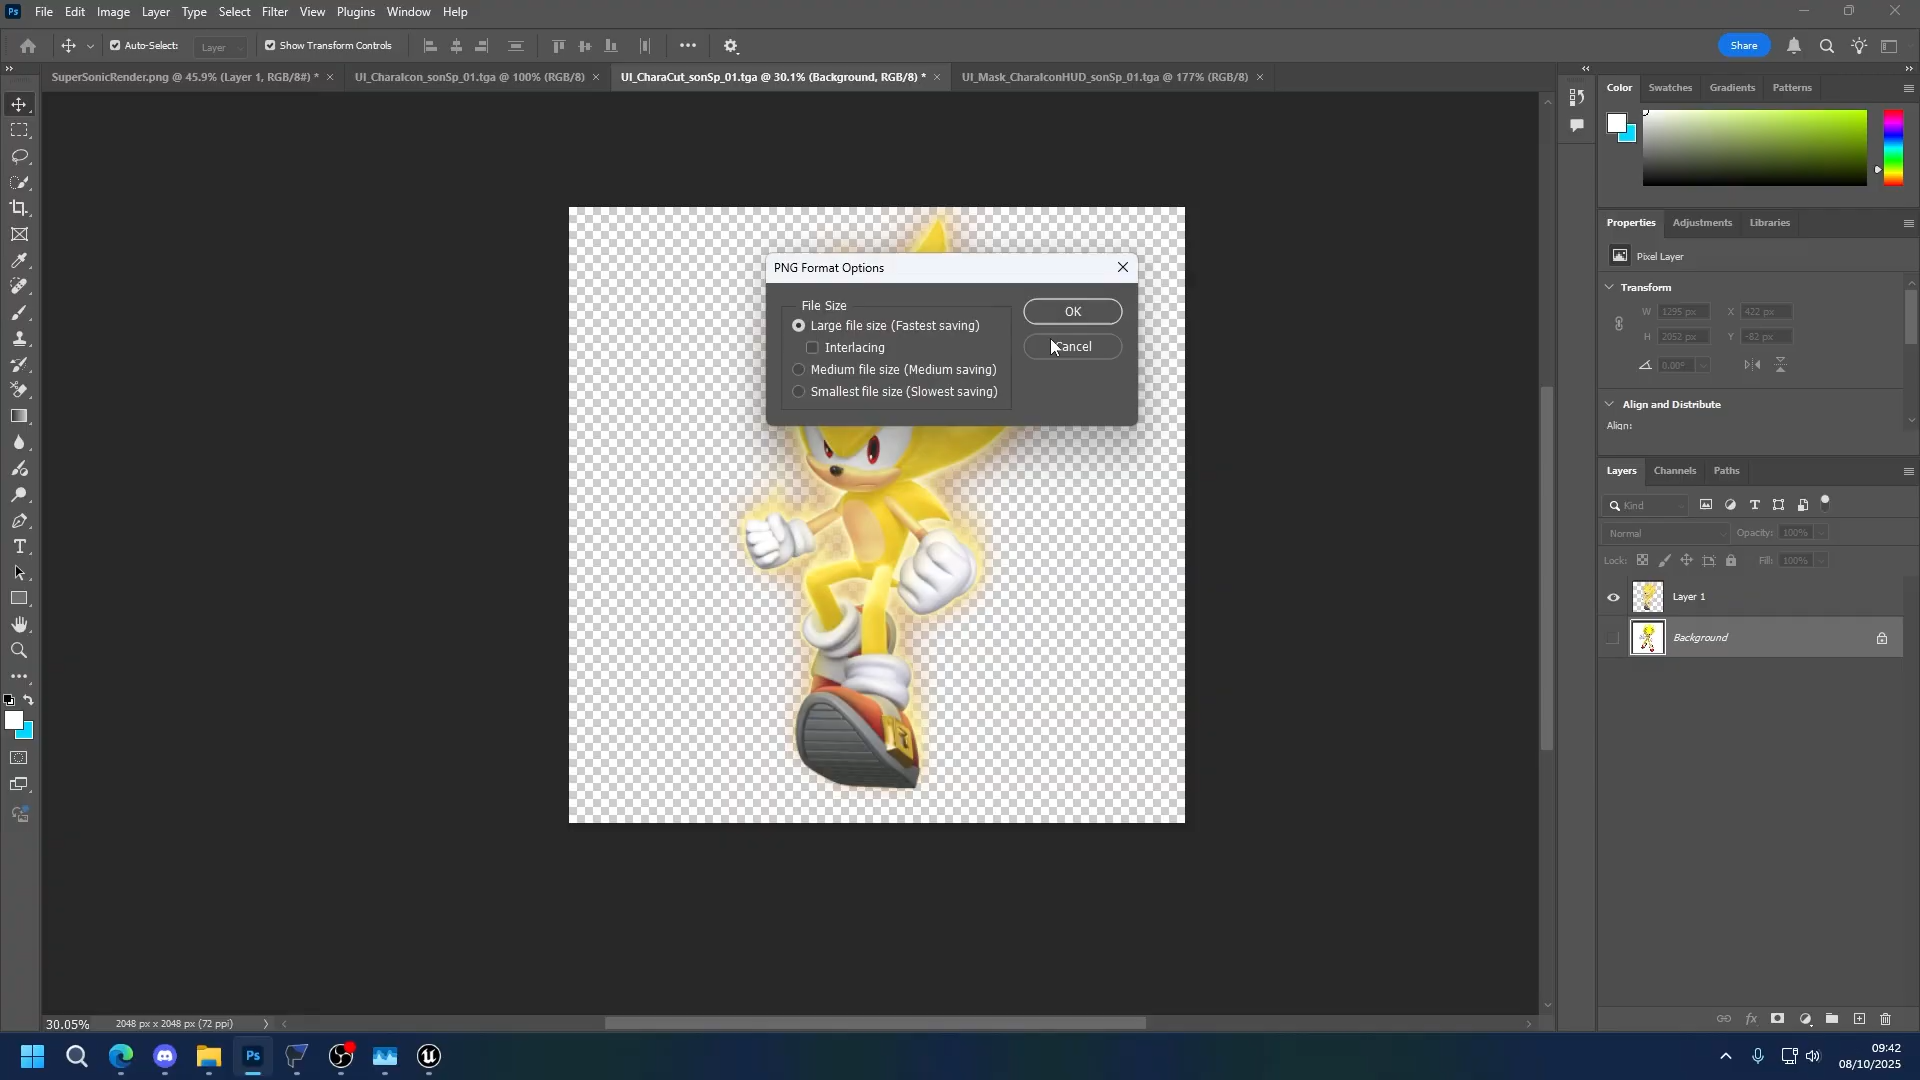 Ps File Edit Image Layer Type Select Filter View Plugins Window Help
Auto-Select: Layer Show Transform Controls Share
SuperSonicRender.png @ 45.9% (Layer 1, RGB/8#) * UI_CharaIcon_sonSp_01.tga @ 100% (RGB/8) UI_CharaCut_sonSp_01.tga @ 30.1% (Background, RGB/8) * UI_Mask_CharaIconHUD_sonSp_01.tga @ 177% (RGB/8)
Color Swatches Gradients Patterns
Properties Adjustments Libraries
Pixel Layer
Transform
W 1295 px X 422 px
H 2052 px Y -82 px
0.00°
Align and Distribute
Align:
PNG Format Options
File Size
Large file size (Fastest saving)
Interlacing
Medium file size (Medium saving)
Smallest file size (Slowest saving)
OK
Cancel
Layers Channels Paths
Kind
Normal Opacity: 100%
Lock: Fill: 100%
Layer 1
Background
30.05% 2048 px x 2048 px (72 ppi)
Ps
09:42
08/10/2025